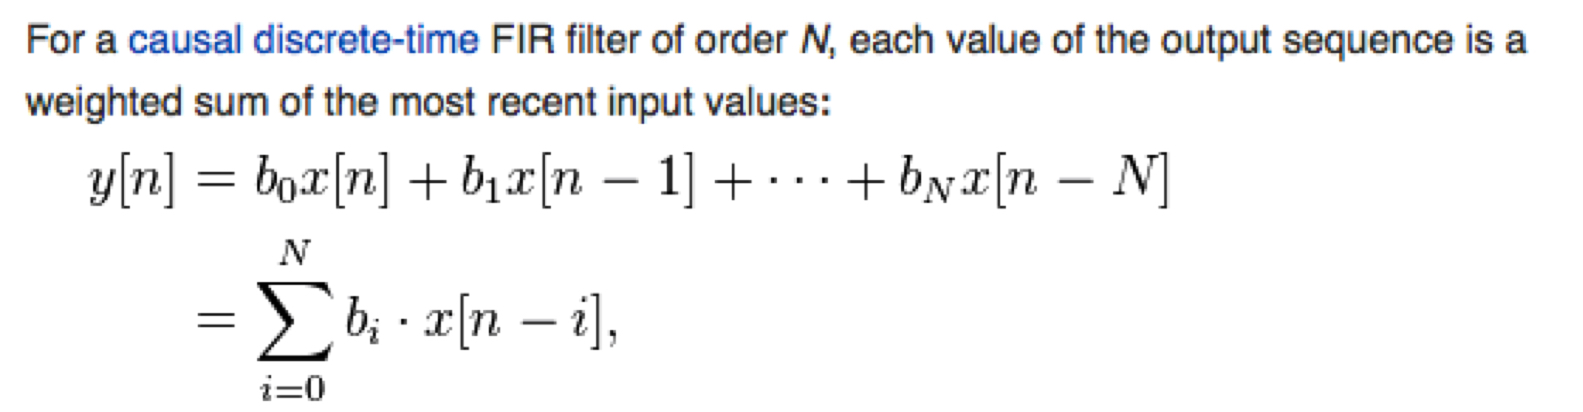 For a causal discrete-time FIR filter of order N, each value of the output sequence is a
weighted sum of the most recent input values:
y[n] = b₀x[n] + b₁x[n − 1] + ⋯ + b_N x[n − N]
= ∑_{i=0}^{N} bᵢ · x[n − i],